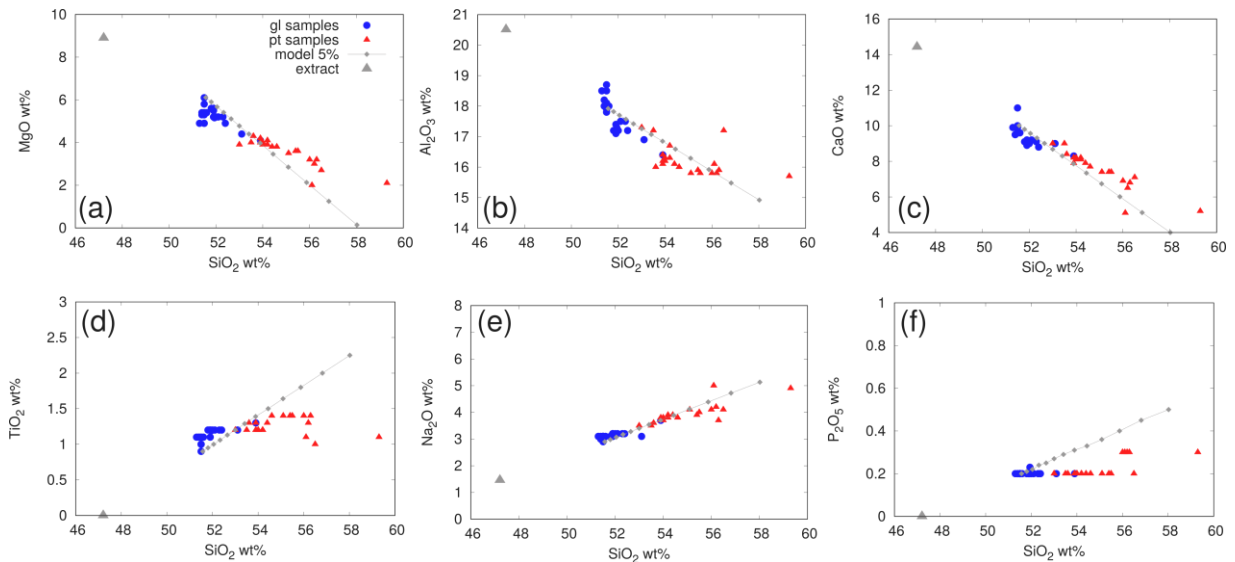 10
9
8
7
6
5
4
3
2
1
0
MgO wt%
gl samples
pt samples
model 5%
extract
(a)
46 48 50 52 54 56 58 60
SiO2 wt%
21
20
19
18
17
16
15
14
Al2O3 wt%
(b)
46 48 50 52 54 56 58 60
SiO2 wt%
16
14
12
10
8
6
4
CaO wt%
(c)
46 48 50 52 54 56 58 60
SiO2 wt%
3
2.5
2
1.5
1
0.5
0
TiO2 wt%
(d)
46 48 50 52 54 56 58 60
SiO2 wt%
8
7
6
5
4
3
2
1
0
Na2O wt%
(e)
46 48 50 52 54 56 58 60
SiO2 wt%
1
0.8
0.6
0.4
0.2
0
P2O5 wt%
(f)
46 48 50 52 54 56 58 60
SiO2 wt%